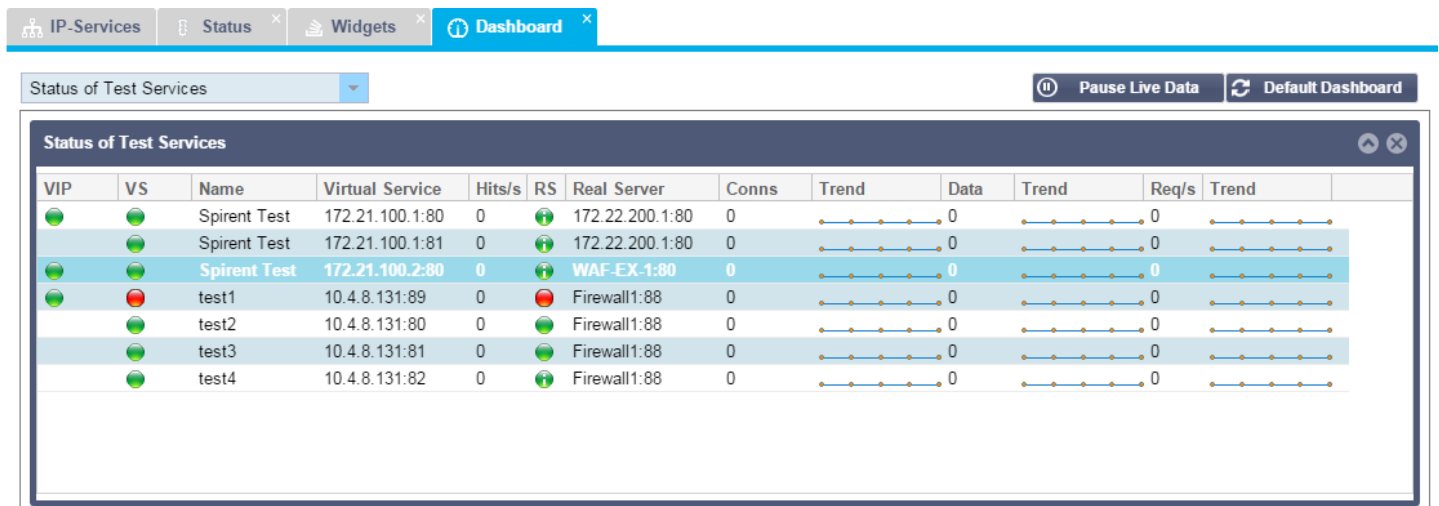 IP-Services Status Widgets Dashboard
Status of Test Services Pause Live Data Default Dashboard
Status of Test Services
VIP VS Name Virtual Service Hits/s RS Real Server Conns Trend Data Trend Req/s Trend
Spirent Test 172.21.100.1:80 0 172.22.200.1:80 0 0 0
Spirent Test 172.21.100.1:81 0 172.22.200.1:80 0 0 0
Spirent Test 172.21.100.2:80 0 WAF-EX-1:80 0 0 0
test1 10.4.8.131:89 0 Firewall1:88 0 0 0
test2 10.4.8.131:80 0 Firewall1:88 0 0 0
test3 10.4.8.131:81 0 Firewall1:88 0 0 0
test4 10.4.8.131:82 0 Firewall1:88 0 0 0